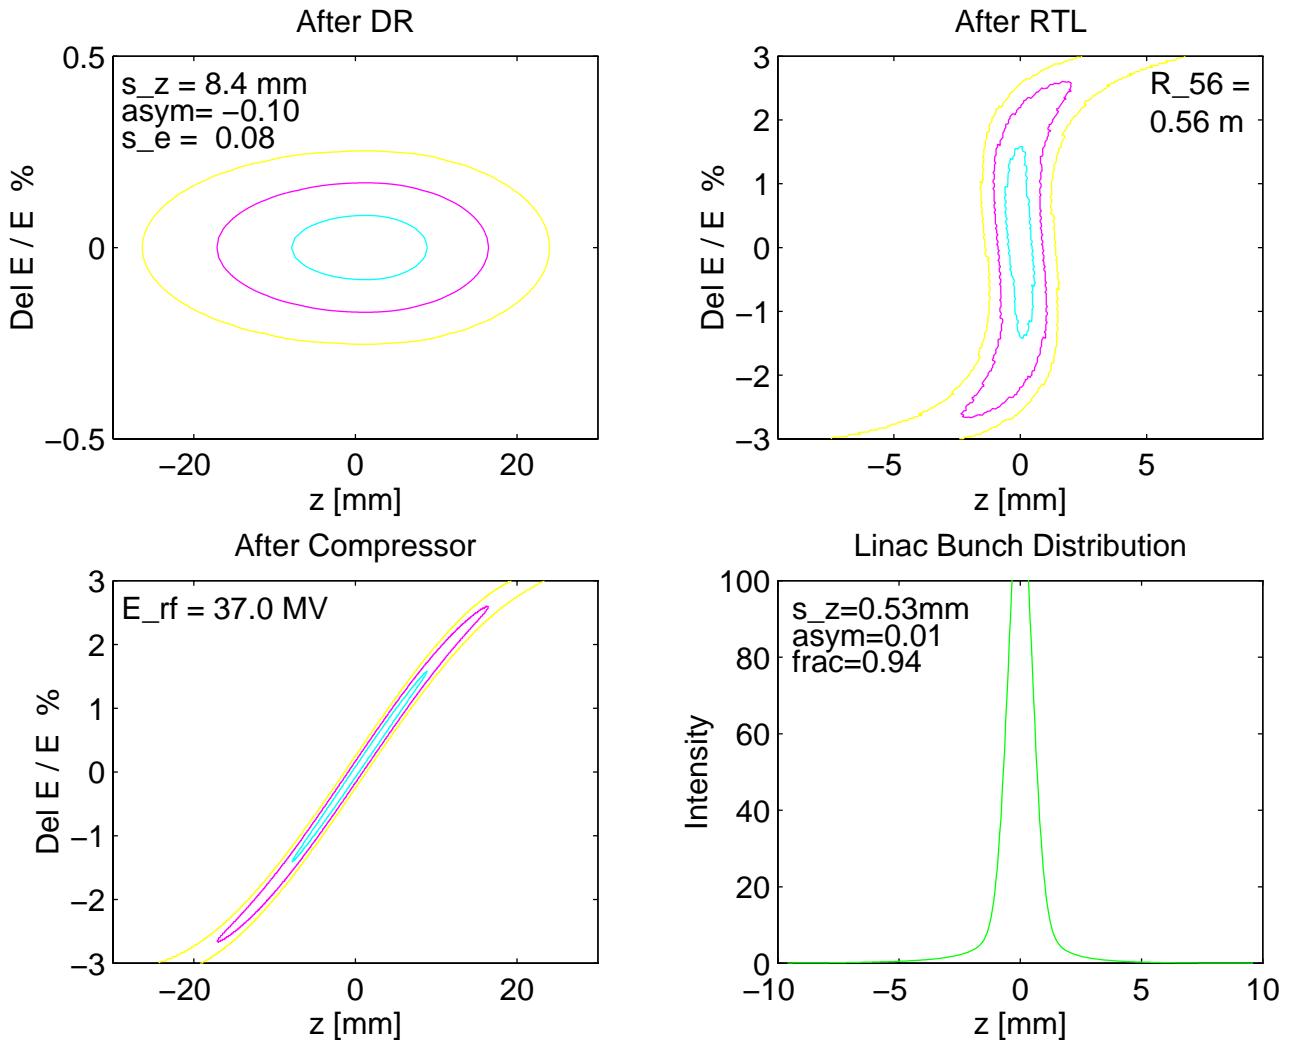 After DR
0.5
0
−0.5
Del E / E %
s_z = 8.4 mm
asym= −0.10
s_e = 0.08
−20
0
20
z [mm]
After RTL
3
2
1
0
−1
−2
−3
Del E / E %
R_56 =
0.56 m
−5
0
5
z [mm]
After Compressor
3
2
1
0
−1
−2
−3
Del E / E %
E_rf = 37.0 MV
−20
0
20
z [mm]
Linac Bunch Distribution
100
80
60
40
20
0
Intensity
s_z=0.53mm
asym=0.01
frac=0.94
−10
−5
0
5
10
z [mm]